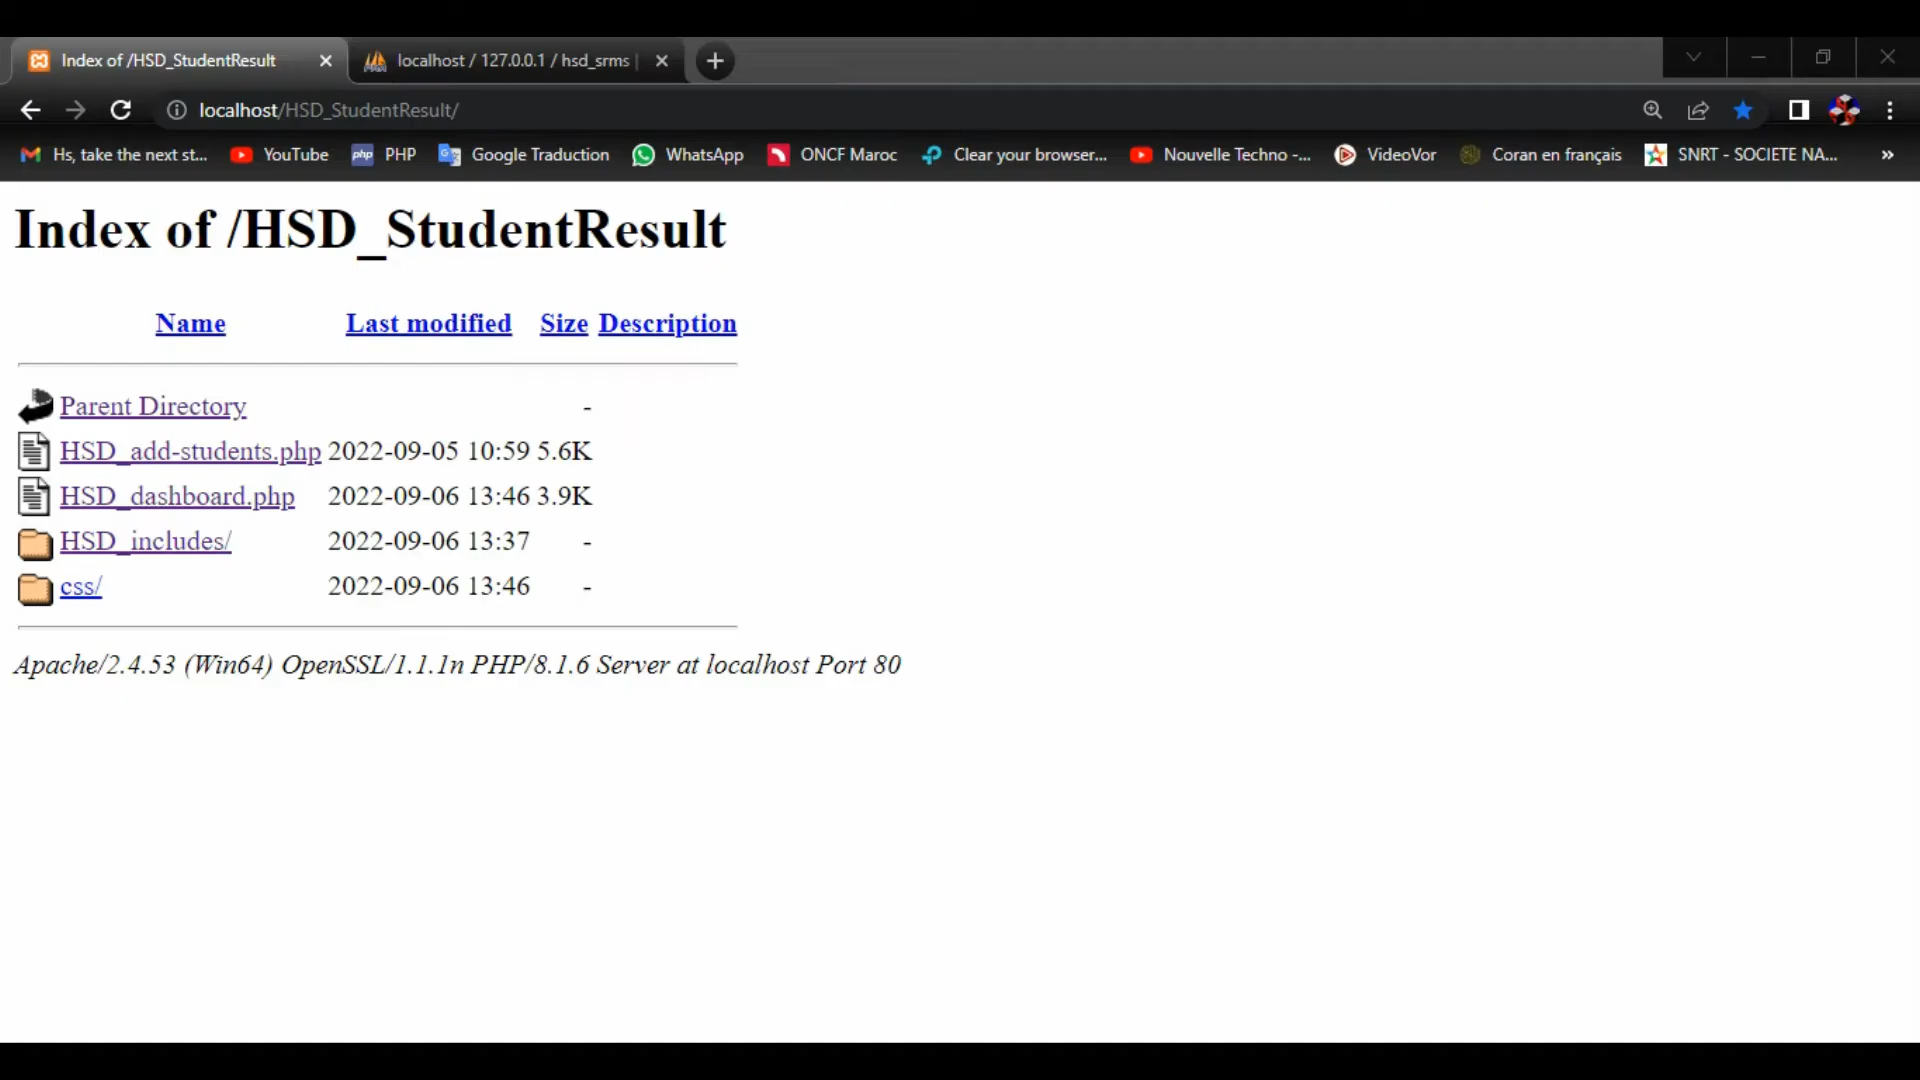 Index of /HSD_StudentResult
localhost / 127.0.0.1 / hsd_srms |
localhost/HSD_StudentResult/
Hs, take the next st... YouTube php PHP Google Traduction WhatsApp ONCF Maroc Clear your browser... Nouvelle Techno -... VideoVor Coran en français SNRT - SOCIETE NA... »
Index of /HSD_StudentResult
Name Last modified Size Description
Parent Directory -
HSD_add-students.php 2022-09-05 10:59 5.6K
HSD_dashboard.php 2022-09-06 13:46 3.9K
HSD_includes/ 2022-09-06 13:37 -
css/ 2022-09-06 13:46 -
Apache/2.4.53 (Win64) OpenSSL/1.1.1n PHP/8.1.6 Server at localhost Port 80